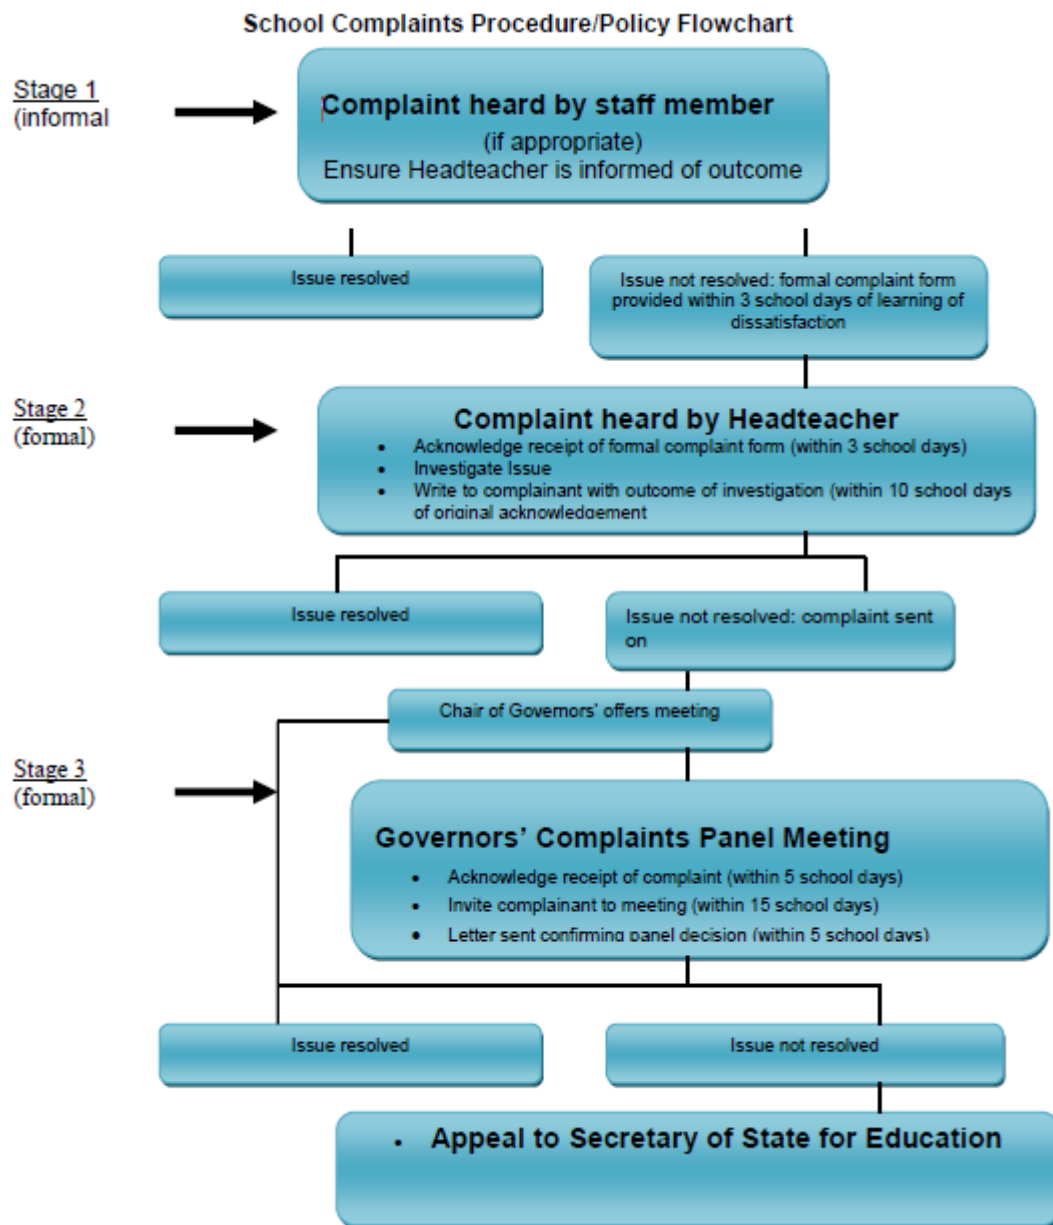 School Complaints Procedure/Policy Flowchart
Stage 1
(informal
Complaint heard by staff member
(if appropriate)
Ensure Headteacher is informed of outcome
Issue resolved
Issue not resolved: formal complaint form
provided within 3 school days of learning of
dissatisfaction
Stage 2
(formal)
Complaint heard by Headteacher
• Acknowledge receipt of formal complaint form (within 3 school days)
• Investigate Issue
• Write to complainant with outcome of investigation (within 10 school days
of original acknowledgement
Issue resolved
Issue not resolved: complaint sent
on
Chair of Governors' offers meeting
Stage 3
(formal)
Governors' Complaints Panel Meeting
• Acknowledge receipt of complaint (within 5 school days)
• Invite complainant to meeting (within 15 school days)
• Letter sent confirming panel decision (within 5 school days)
Issue resolved
Issue not resolved
• Appeal to Secretary of State for Education